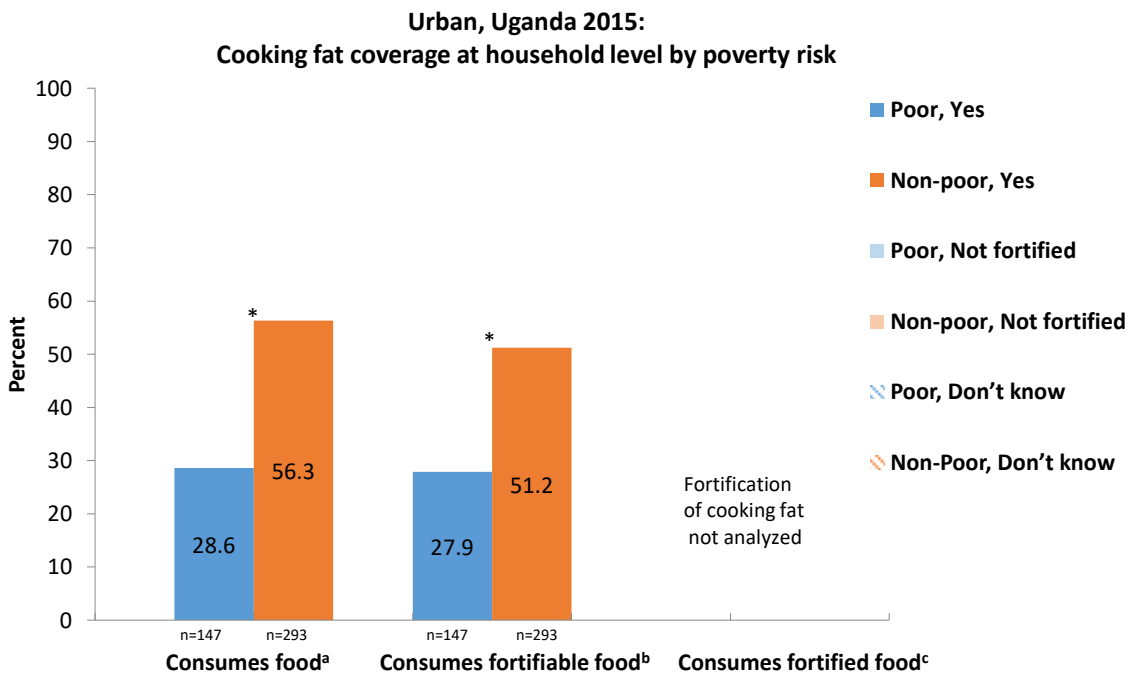 Urban, Uganda 2015:
Cooking fat coverage at household level by poverty risk
Percent
100
90
80
70
60
50
40
30
20
10
0
*
56.3
28.6
*
51.2
27.9
Fortification
of cooking fat
not analyzed
n=147 n=293 n=147 n=293
Consumes foodᵃ Consumes fortifiable foodᵇ Consumes fortified foodᶜ
Poor, Yes
Non-poor, Yes
Poor, Not fortified
Non-poor, Not fortified
Poor, Don’t know
Non-Poor, Don’t know